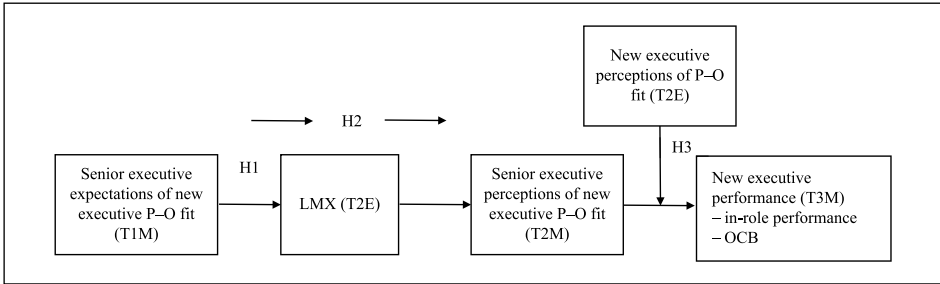 New executive
perceptions of P–O
fit (T2E)
H2
H3
H1
Senior executive
expectations of new
executive P–O fit
(T1M)
LMX (T2E)
Senior executive
perceptions of new
executive P–O fit
(T2M)
New executive
performance (T3M)
– in-role performance
– OCB